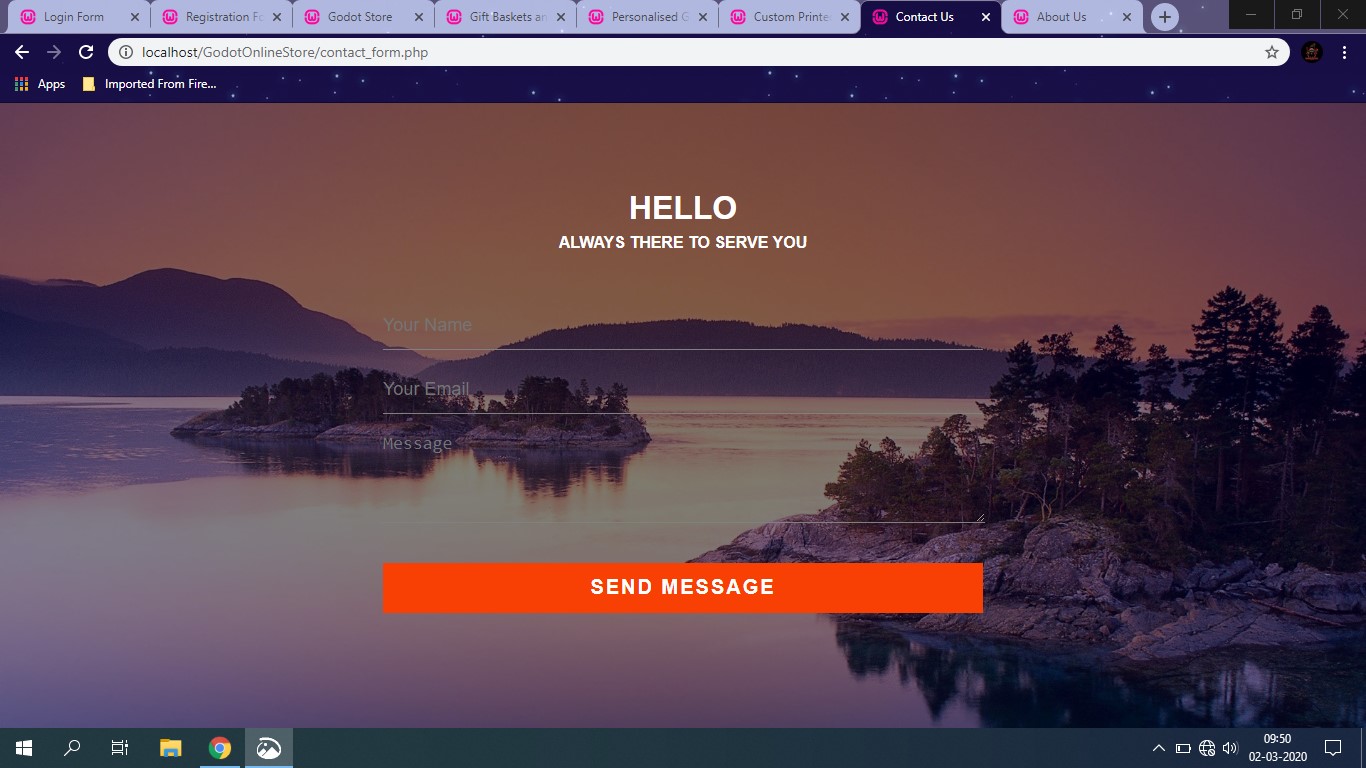 Login Form
Registration Fo
Godot Store
Gift Baskets an
Personalised G
Custom Printe
Contact Us
About Us
localhost/GodotOnlineStore/contact_form.php
Apps
Imported From Fire...
HELLO
ALWAYS THERE TO SERVE YOU
Your Name
Your Email
Message
SEND MESSAGE
09:50
02-03-2020